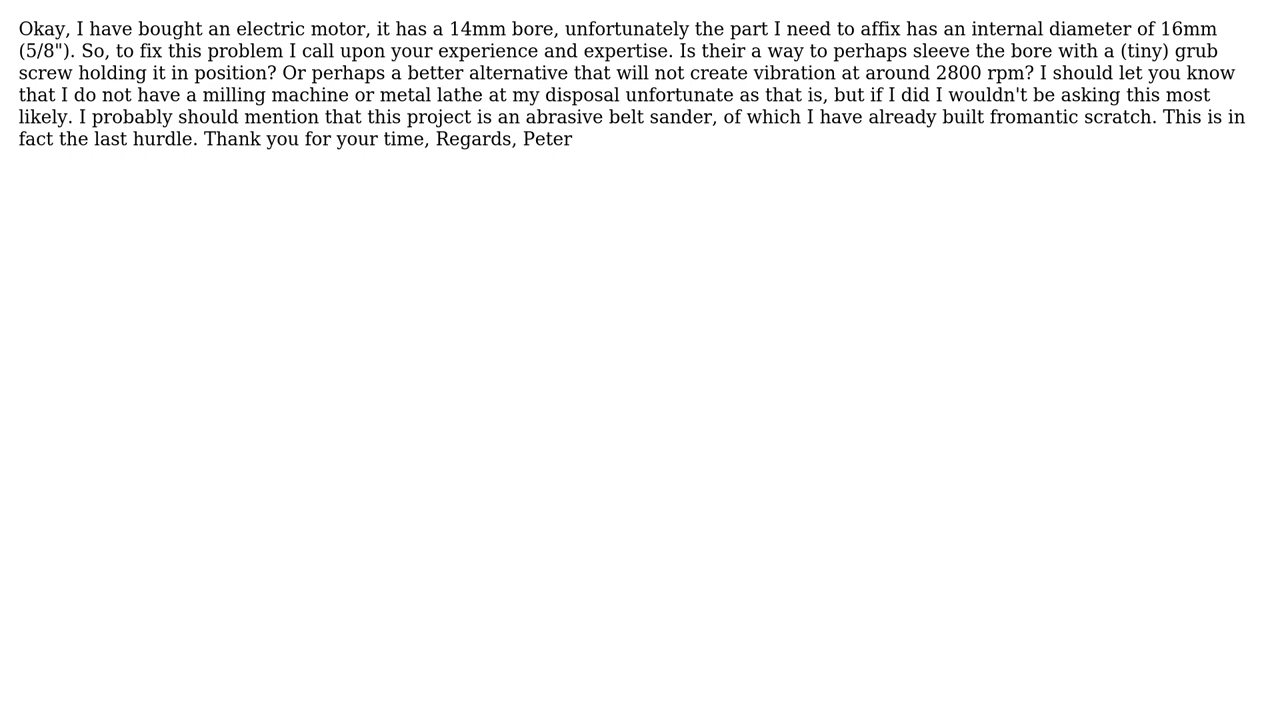 Okay, I have bought an electric motor, it has a 14mm bore, unfortunately the part I need to affix has an internal diameter of 16mm
(5/8"). So, to fix this problem I call upon your experience and expertise. Is their a way to perhaps sleeve the bore with a (tiny) grub
screw holding it in position? Or perhaps a better alternative that will not create vibration at around 2800 rpm? I should let you know
that I do not have a milling machine or metal lathe at my disposal unfortunate as that is, but if I did I wouldn't be asking this most
likely. I probably should mention that this project is an abrasive belt sander, of which I have already built fromantic scratch. This is in
fact the last hurdle. Thank you for your time, Regards, Peter